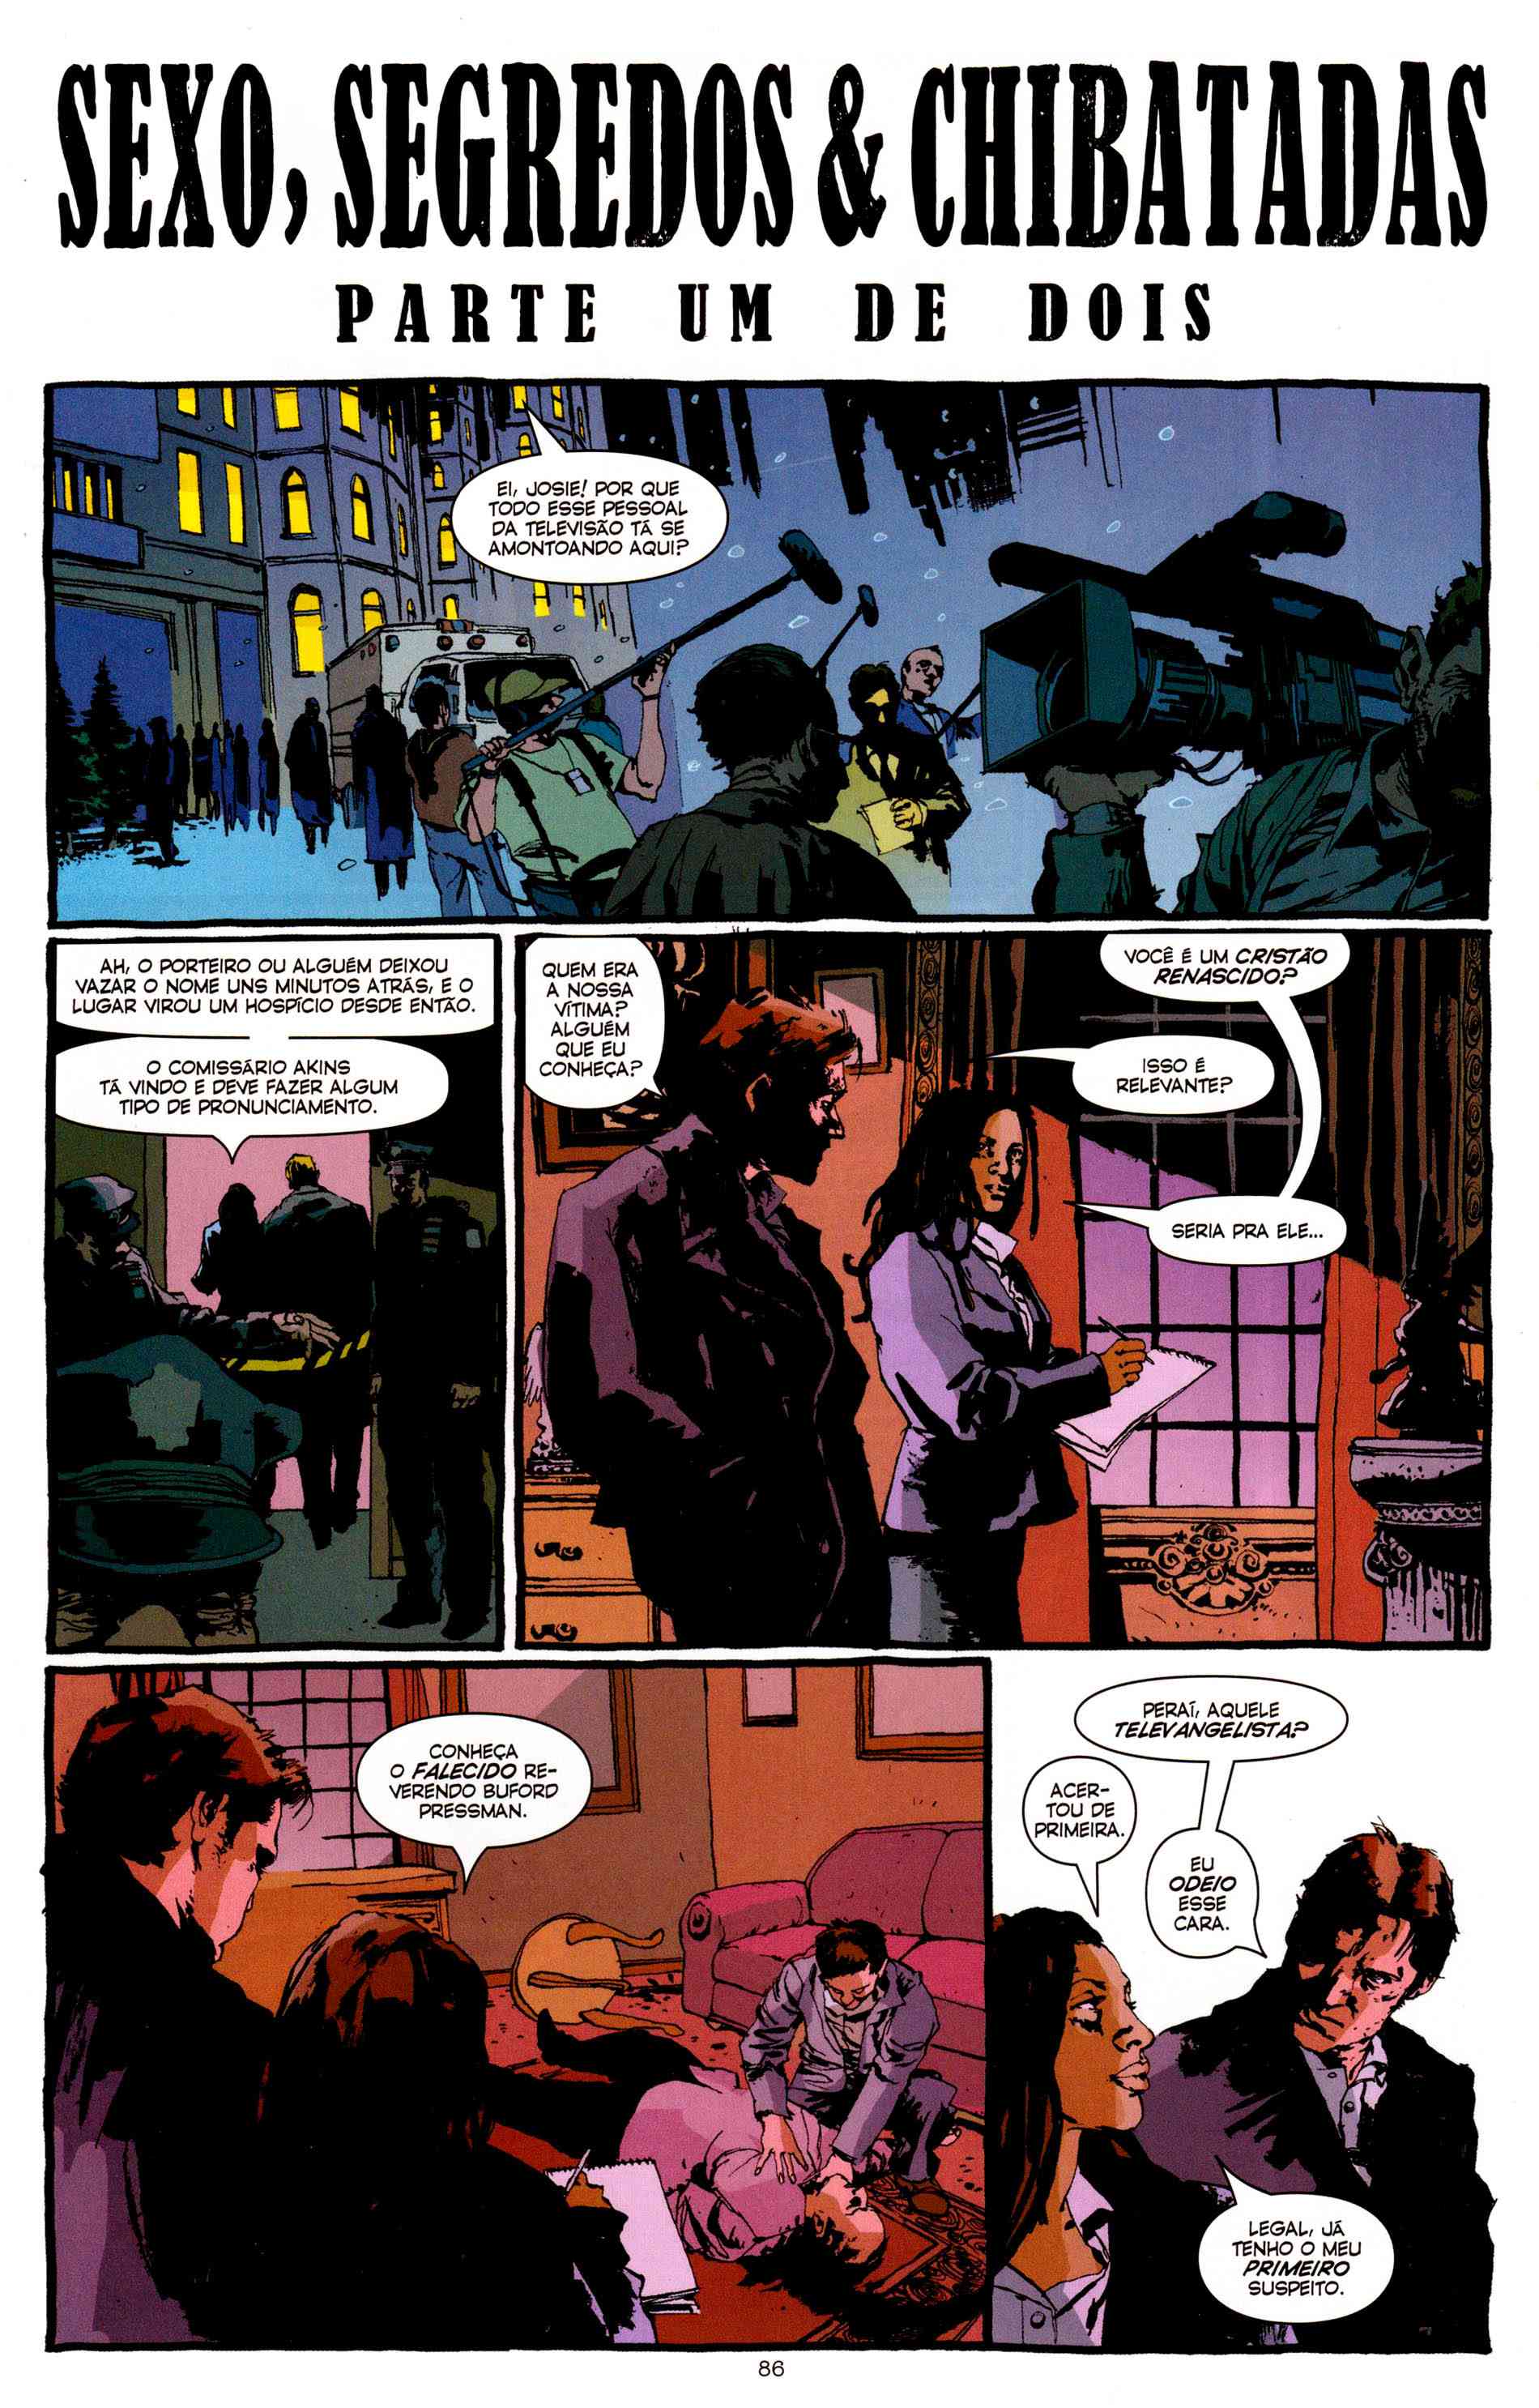 SEXO, SEGREDOS & CHIBATADAS
PARTE UM DE DOIS
EI, JOSIE! POR QUE
TODO ESSE PESSOAL
DA TELEVISÃO TÁ SE
AMONTOANDO AQUI?
AH, O PORTEIRO OU ALGUÉM DEIXOU
VAZAR O NOME UNS MINUTOS ATRÁS, E O
LUGAR VIROU UM HOSPÍCIO DESDE ENTÃO.
O COMISSÁRIO AKINS
TÁ VINDO E DEVE FAZER ALGUM
TIPO DE PRONUNCIAMENTO.
QUEM ERA
A NOSSA
VÍTIMA?
ALGUÉM
QUE EU
CONHEÇA?
VOCÊ É UM CRISTÃO
RENASCIDO?
ISSO É
RELEVANTE?
SERIA PRA ELE...
CONHEÇA
O FALECIDO RE-
VERENDO BUFORD
PRESSMAN.
PERAÍ, AQUELE
TELEVANGELISTA?
ACER-
TOU DE
PRIMEIRA.
EU
ODEIO
ESSE
CARA.
LEGAL, JÁ
TENHO O MEU
PRIMEIRO
SUSPEITO.
86